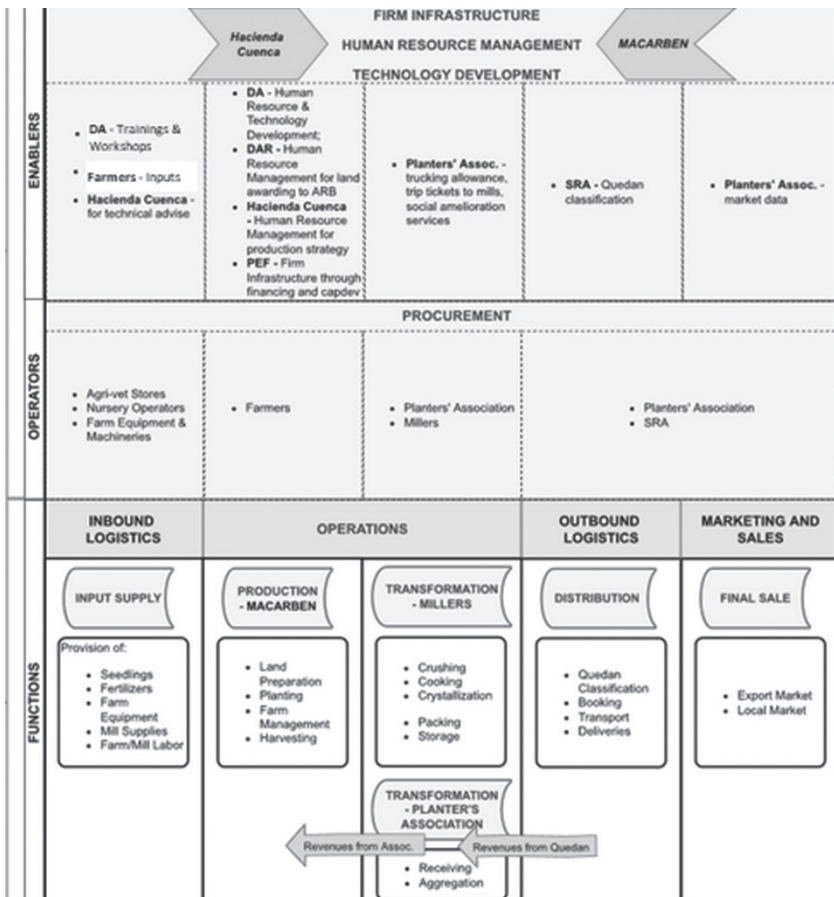 FIRM INFRASTRUCTURE
Hacienda
Cuenca
HUMAN RESOURCE MANAGEMENT
MACARBEN
TECHNOLOGY DEVELOPMENT
ENABLERS
• DA - Trainings &
Workshops
• Farmers - Inputs
• Hacienda Cuenca -
for technical advise
• DA - Human
Resource &
Technology
Development;
• DAR - Human
Resource
Management for land
awarding to ARB
• Hacienda Cuenca
- Human Resource
Management for
production strategy
• PEF - Firm
Infrastructure through
financing and capdev
• Planters' Assoc. -
trucking allowance,
trip tickets to mills,
social amelioration
services
• SRA - Quedan
classification
• Planters' Assoc. -
market data
PROCUREMENT
OPERATORS
• Agri-vet Stores
• Nursery Operators
• Farm Equipment &
Machineries
• Farmers
• Planters' Association
• Millers
• Planters' Association
• SRA
FUNCTIONS
INBOUND
LOGISTICS
OPERATIONS
OUTBOUND
LOGISTICS
MARKETING AND
SALES
INPUT SUPPLY
Provision of:
• Seedlings
• Fertilizers
• Farm
Equipment
• Mill Supplies
• Farm/Mill Labor
PRODUCTION
- MACARBEN
• Land
Preparation
• Planting
• Farm
Management
• Harvesting
TRANSFORMATION
- MILLERS
• Crushing
• Cooking
• Crystallization
• Packing
• Storage
DISTRIBUTION
• Quedan
Classification
• Booking
• Transport
• Deliveries
FINAL SALE
• Export Market
• Local Market
TRANSFORMATION
- PLANTER'S
ASSOCIATION
Revenues from Assoc.
Revenues from Quedan
• Receiving
• Aggregation